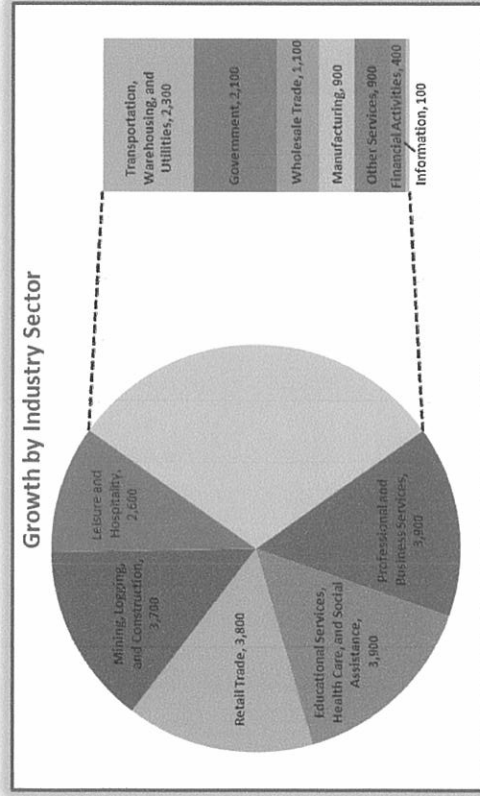 Growth by Industry Sector
Leisure and
Hospitality,
2,600
Mining, Logging,
and Construction,
3,700
Retail Trade, 3,800
Educational Services,
Health Care, and Social
Assistance,
3,900
Professional and
Business Services,
3,900
Transportation,
Warehousing, and
Utilities, 2,300
Government, 2,100
Wholesale Trade, 1,100
Manufacturing, 900
Other Services, 900
Financial Activities, 400
Information, 100